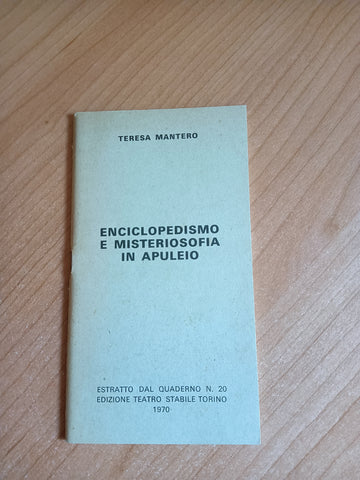 TERESA MANTERO
ENCICLOPEDISMO
E MISTERIOSOFIA
IN APULEIO
ESTRATTO DAL QUADERNO N. 20
EDIZIONE TEATRO STABILE TORINO
1970